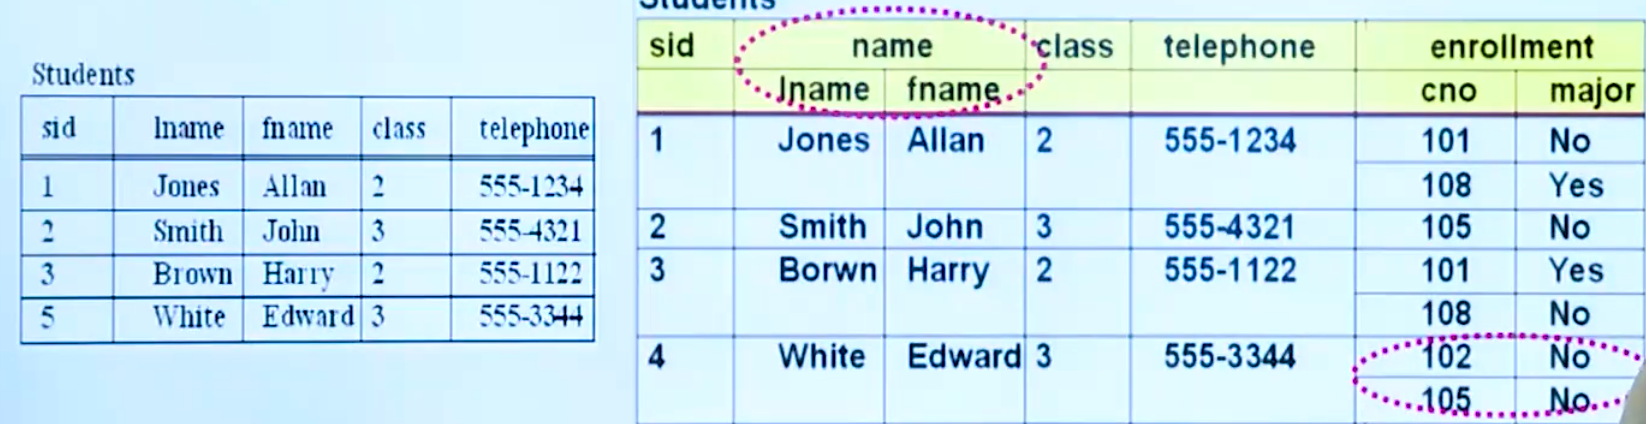 Students
sid lname fname class telephone
1 Jones Allan 2 555-1234
2 Smith John 3 555-4321
3 Brown Harry 2 555-1122
5 White Edward 3 555-3344
Students
sid name class telephone enrollment
lname fname cno major
1 Jones Allan 2 555-1234 101 No
108 Yes
2 Smith John 3 555-4321 105 No
3 Borwn Harry 2 555-1122 101 Yes
108 No
4 White Edward 3 555-3344 102 No
105 No